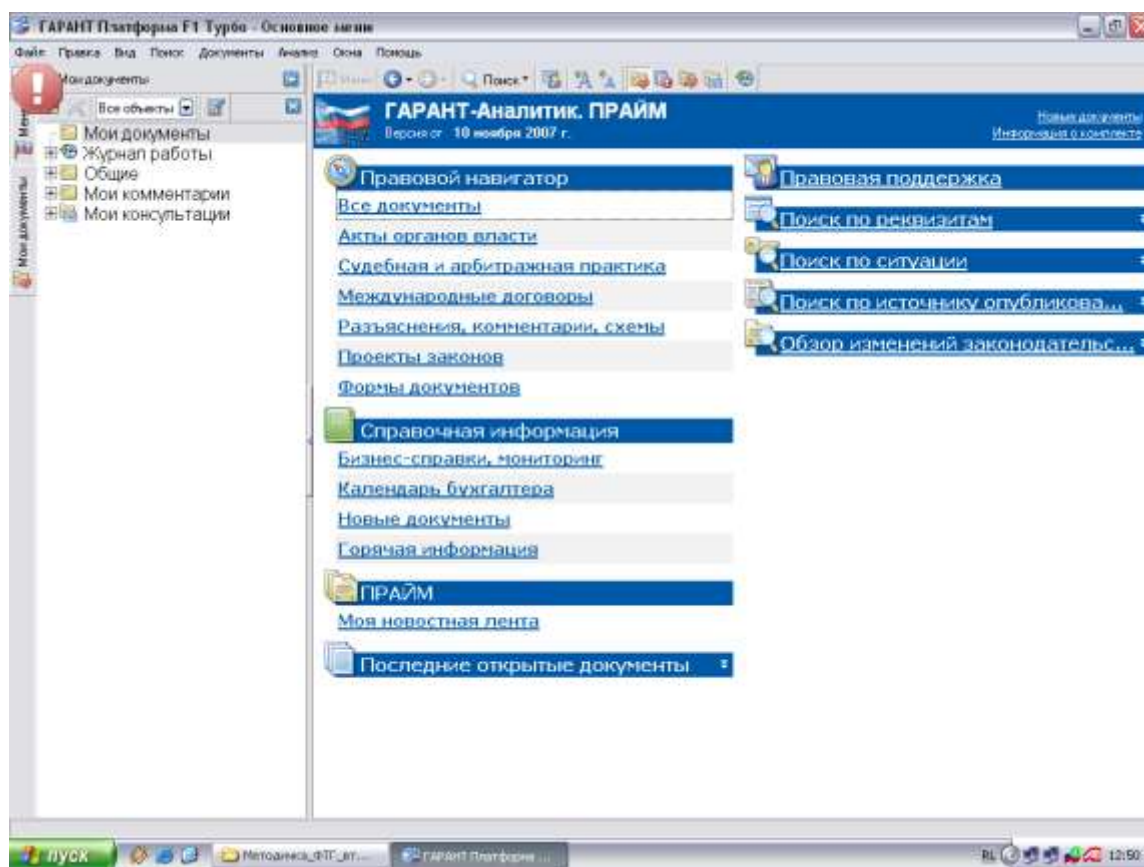 ГАРАНТ Платформа F1 Турбо - Основное меню
Файл Правка Вид Поиск Документы Анализ Окна Помощь
Мои документы
Поиск
Все объекты
Мои документы
Журнал работы
Общие
Мои комментарии
Мои консультации
Мои документы
ГАРАНТ-Аналитик. ПРАЙМ
Версия от 10 ноября 2007 г.
Новые документы
Информация о комплекте
Правовой навигатор
Все документы
Акты органов власти
Судебная и арбитражная практика
Международные договоры
Разъяснения, комментарии, схемы
Проекты законов
Формы документов
Справочная информация
Бизнес-справки, мониторинг
Календарь бухгалтера
Новые документы
Горячая информация
ПРАЙМ
Моя новостная лента
Последние открытые документы
Правовая поддержка
Поиск по реквизитам
Поиск по ситуации
Поиск по источнику опубликова...
Обзор изменений законодательс...
пуск
ГАРАНТ Платформа ...
RL
12:50